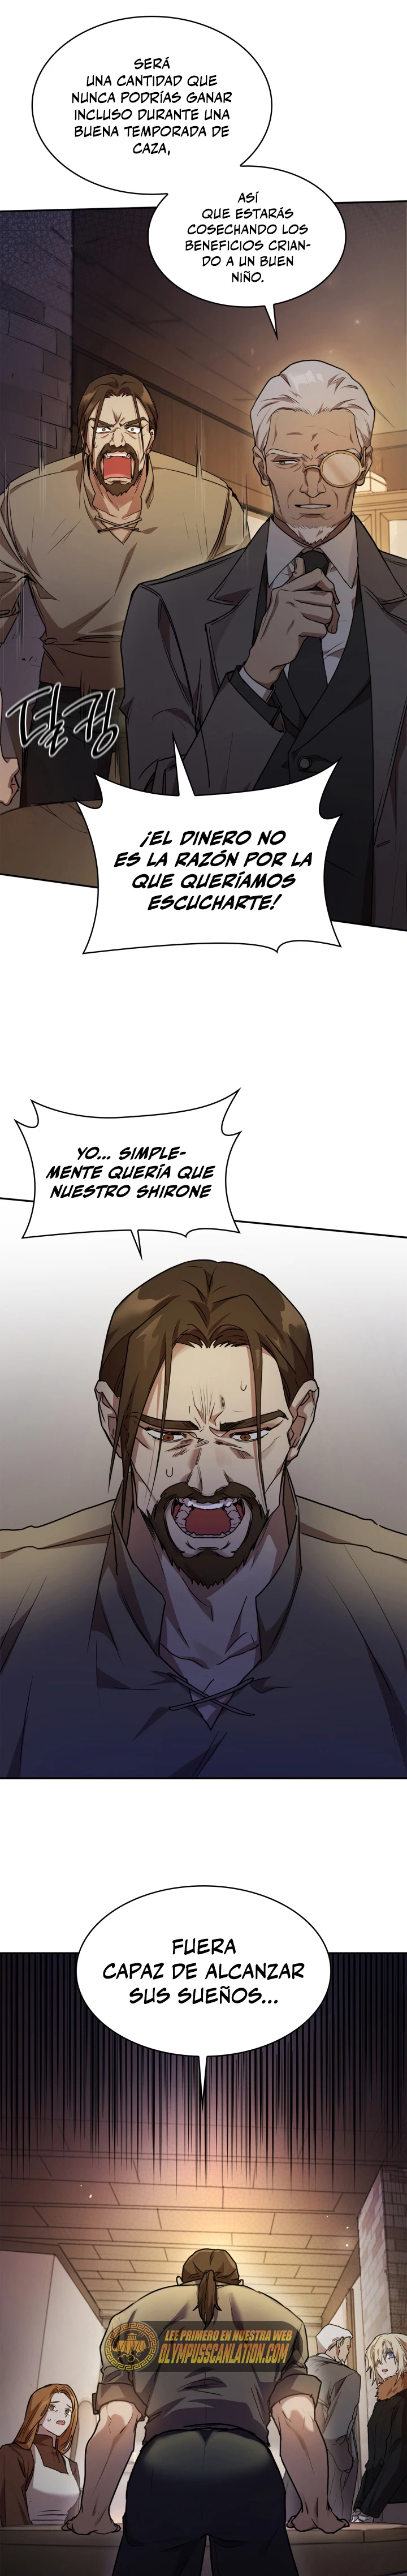 SERÁ
UNA CANTIDAD QUE
NUNCA PODRÍAS GANAR
INCLUSO DURANTE UNA
BUENA TEMPORADA DE
CAZA,
ASÍ
QUE ESTARÁS
COSECHANDO LOS
BENEFICIOS CRIAN-
DO A UN BUEN
NIÑO.
덜컹
¡EL DINERO NO
ES LA RAZÓN POR LA
QUE QUERÍAMOS
ESCUCHARTE!
YO... SIMPLE-
MENTE QUERÍA QUE
NUESTRO SHIRONE
FUERA
CAPAZ DE ALCANZAR
SUS SUEÑOS...
LEE PRIMERO EN NUESTRA WEB
OLYMPUSSCANLATION.COM